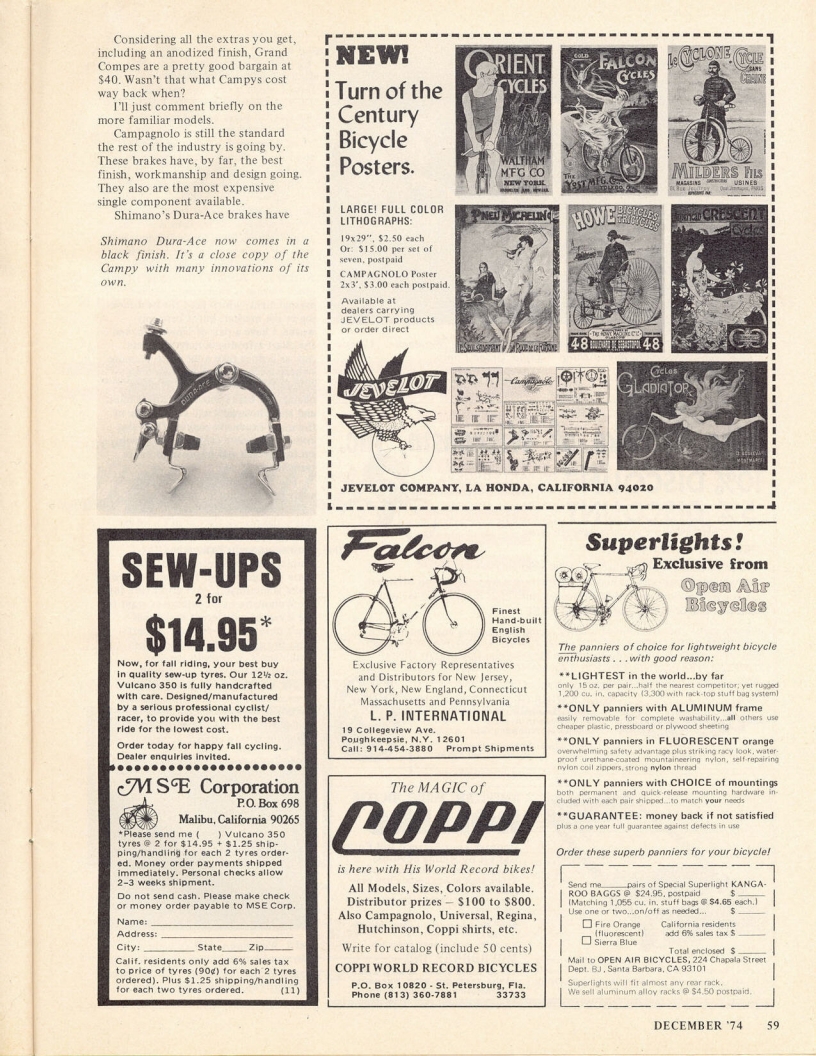 Considering all the extras you get,
including an anodized finish, Grand
Compes are a pretty good bargain at
$40. Wasn't that what Campys cost
way back when?
I'll just comment briefly on the
more familiar models.
Campagnolo is still the standard
the rest of the industry is going by.
These brakes have, by far, the best
finish, workmanship and design going.
They also are the most expensive
single component available.
Shimano's Dura-Ace brakes have
Shimano Dura-Ace now comes in a
black finish. It's a close copy of the
Campy with many innovations of its
own.
DURA-ACE
NEW!
Turn of the
Century
Bicycle
Posters.
LARGE! FULL COLOR
LITHOGRAPHS:
19x29", $2.50 each
Or: $15.00 per set of
seven, postpaid
CAMPAGNOLO Poster
2x3', $3.00 each postpaid.
Available at
dealers carrying
JEVELOT products
or order direct
JEVELOT
ORIENT
CYCLES
WALTHAM
MFG CO
NEW YORK.
GOLD
FALCON
CYCLES
THE
YOST MFG. CO.
TOLEDO, O.
Le CYCLONE. CYCLE
SANS
CHAINE
MILDERS FILS
MAGASINS
USINES
PNEU MICHELIN
HOWE BICYCLES
TRICYCLES
THE HOWE MACHINE Co Ld
48 BOULEVARD DE SEBASTOPOL 48
American CRESCENT
Cycles
Campagnolo
Cycles
GLADIATOR
JEVELOT COMPANY, LA HONDA, CALIFORNIA 94020
SEW-UPS
2 for
$14.95*
Now, for fall riding, your best buy
in quality sew-up tyres. Our 12½ oz.
Vulcano 350 is fully handcrafted
with care. Designed/manufactured
by a serious professional cyclist/
racer, to provide you with the best
ride for the lowest cost.
Order today for happy fall cycling.
Dealer enquiries invited.
MSE Corporation
P.O. Box 698
Malibu, California 90265
*Please send me ( ) Vulcano 350
tyres @ 2 for $14.95 + $1.25 ship-
ping/handling for each 2 tyres order-
ed. Money order payments shipped
immediately. Personal checks allow
2-3 weeks shipment.
Do not send cash. Please make check
or money order payable to MSE Corp.
Name:
Address:
City: State Zip
Calif. residents only add 6% sales tax
to price of tyres (90¢) for each 2 tyres
ordered). Plus $1.25 shipping/handling
for each two tyres ordered. (11)
Falcon
Finest
Hand-built
English
Bicycles
Exclusive Factory Representatives
and Distributors for New Jersey,
New York, New England, Connecticut
Massachusetts and Pennsylvania
L. P. INTERNATIONAL
19 Collegeview Ave.
Poughkeepsie, N.Y. 12601
Call: 914-454-3880 Prompt Shipments
The MAGIC of
COPPI
is here with His World Record bikes!
All Models, Sizes, Colors available.
Distributor prizes – $100 to $800.
Also Campagnolo, Universal, Regina,
Hutchinson, Coppi shirts, etc.
Write for catalog (include 50 cents)
COPPI WORLD RECORD BICYCLES
P.O. Box 10820 - St. Petersburg, Fla.
Phone (813) 360-7881 33733
Superlights!
Exclusive from
Open Air
Bicycles
The panniers of choice for lightweight bicycle
enthusiasts . . . with good reason:
**LIGHTEST in the world...by far
only 15 oz. per pair...half the nearest competitor; yet rugged
1,200 cu. in. capacity (3,300 with rack-top stuff bag system)
**ONLY panniers with ALUMINUM frame
easily removable for complete washability...all others use
cheaper plastic, pressboard or plywood sheeting
**ONLY panniers in FLUORESCENT orange
overwhelming safety advantage plus striking racy look, water-
proof urethane-coated mountaineering nylon, self-repairing
nylon coil zippers, strong nylon thread
**ONLY panniers with CHOICE of mountings
both permanent and quick-release mounting hardware in-
cluded with each pair shipped...to match your needs
**GUARANTEE: money back if not satisfied
plus a one year full guarantee against defects in use
Order these superb panniers for your bicycle!
Send me pairs of Special Superlight KANGA-
ROO BAGGS @ $24.95, postpaid $
(Matching 1,055 cu. in. stuff bags @ $4.65 each.)
Use one or two...on/off as needed... $
Fire Orange California residents
(fluorescent) add 6% sales tax $
Sierra Blue
Total enclosed $
Mail to OPEN AIR BICYCLES, 224 Chapala Street
Dept. BJ, Santa Barbara, CA 93101
Superlights will fit almost any rear rack.
We sell aluminum alloy racks @ $4.50 postpaid.
DECEMBER '74 59